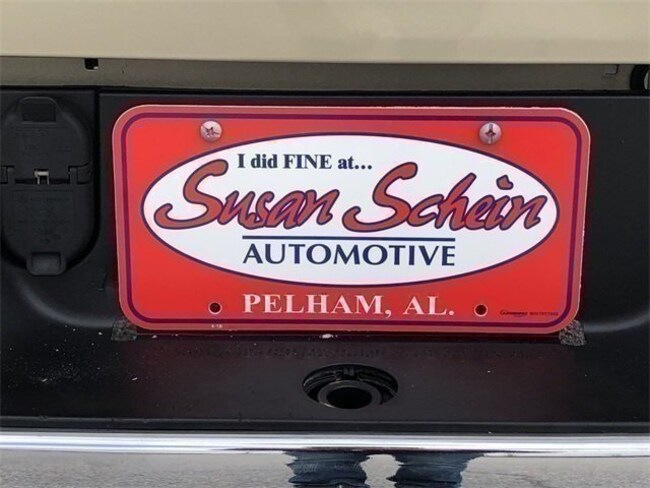 I did FINE at...
Susan Schein
AUTOMOTIVE
PELHAM, AL.